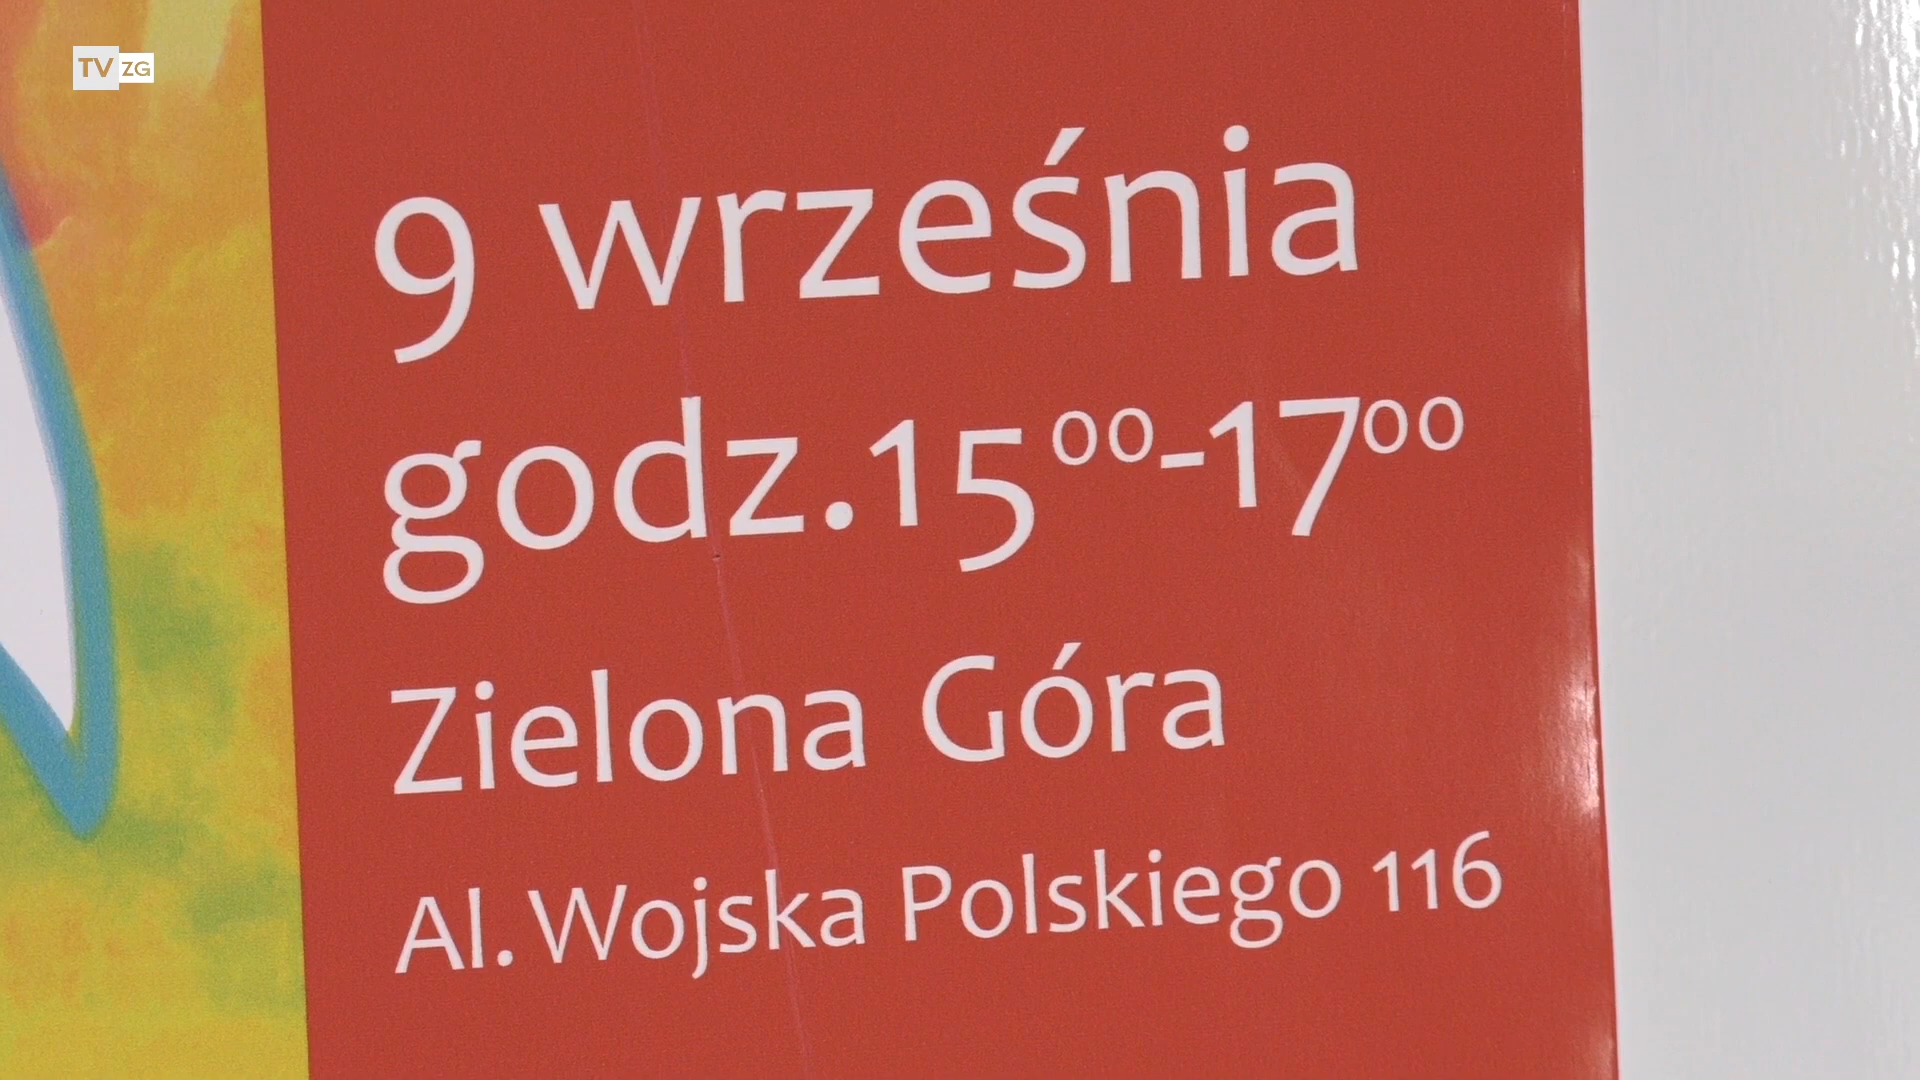 TV ZG
9 września
godz.15⁰⁰-17⁰⁰
Zielona Góra
Al. Wojska Polskiego 116